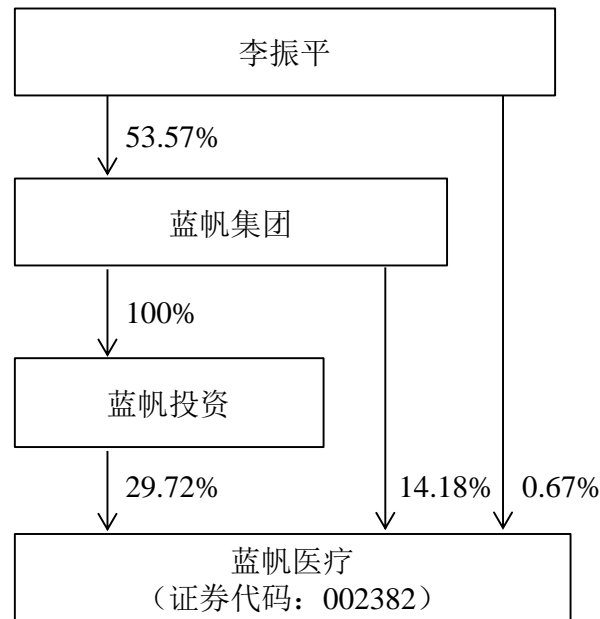 李振平
53.57%
蓝帆集团
100%
蓝帆投资
29.72%
14.18%
0.67%
蓝帆医疗
（证券代码：002382）